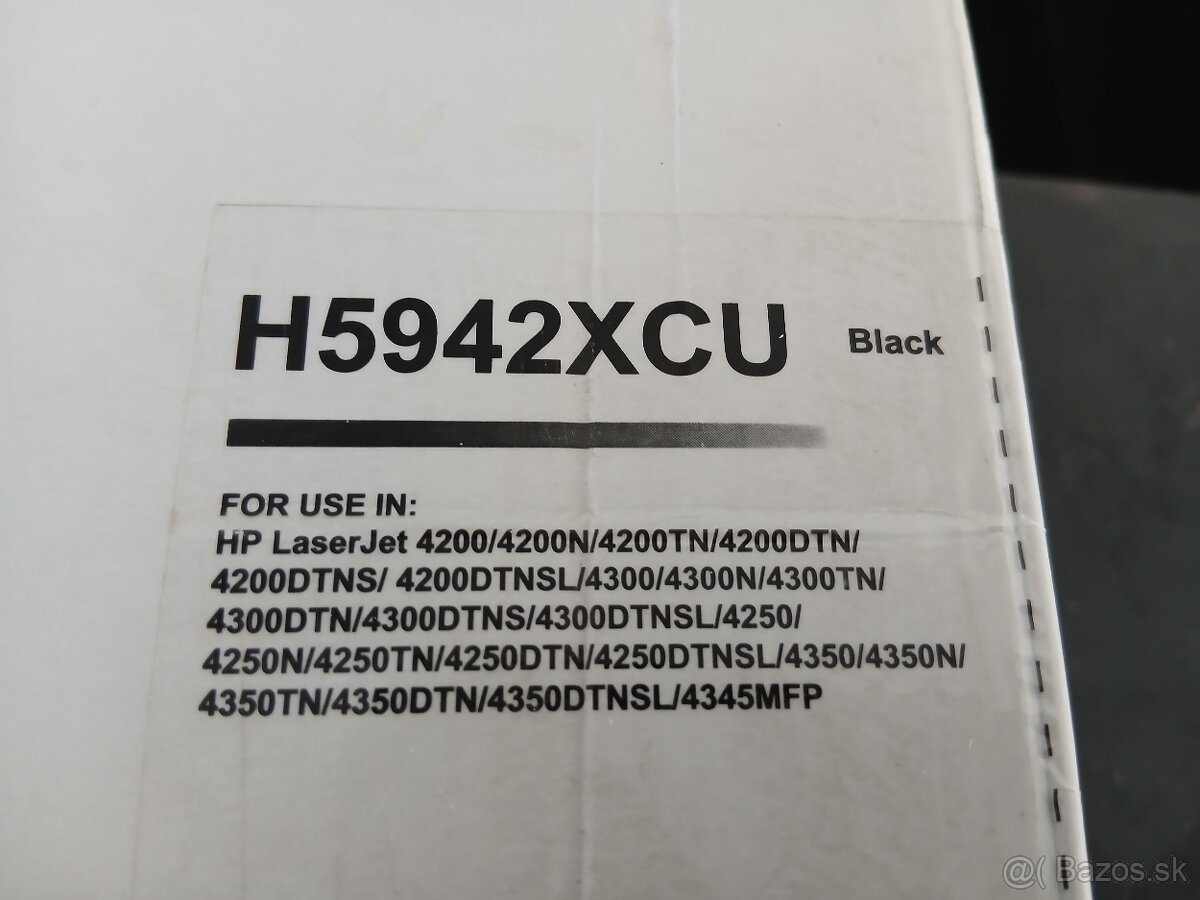 H5942XCU Black
FOR USE IN:
HP LaserJet 4200/4200N/4200TN/4200DTN/
4200DTNS/ 4200DTNSL/4300/4300N/4300TN/
4300DTN/4300DTNS/4300DTNSL/4250/
4250N/4250TN/4250DTN/4250DTNSL/4350/4350N/
4350TN/4350DTN/4350DTNSL/4345MFP
@( Bazos.sk